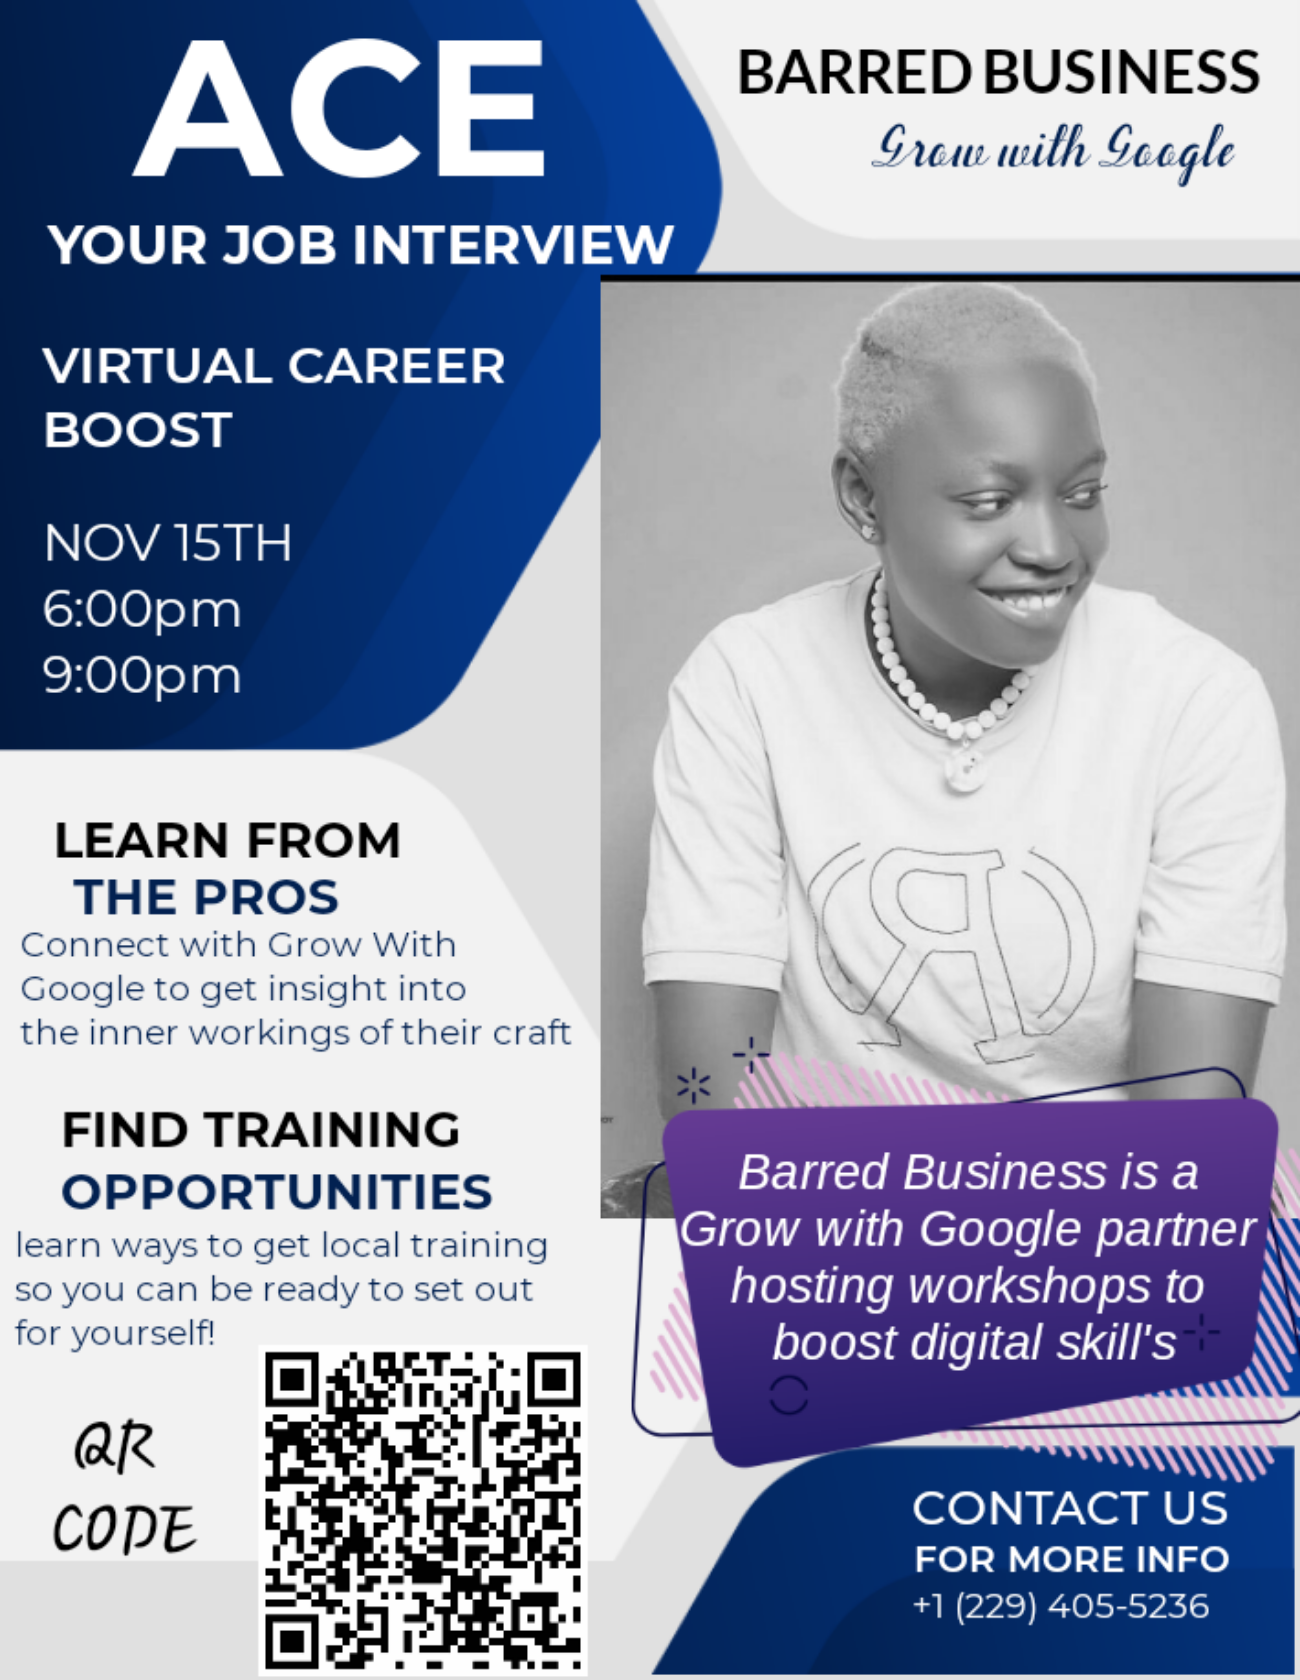 ACE
YOUR JOB INTERVIEW
BARRED BUSINESS
Grow with Google
VIRTUAL CAREER
BOOST
NOV 15TH
6:00pm
9:00pm
LEARN FROM
THE PROS
Connect with Grow With
Google to get insight into
the inner workings of their craft
FIND TRAINING
OPPORTUNITIES
learn ways to get local training
so you can be ready to set out
for yourself!
QR
CODE
Barred Business is a
Grow with Google partner
hosting workshops to
boost digital skill's
CONTACT US
FOR MORE INFO
+1 (229) 405-5236